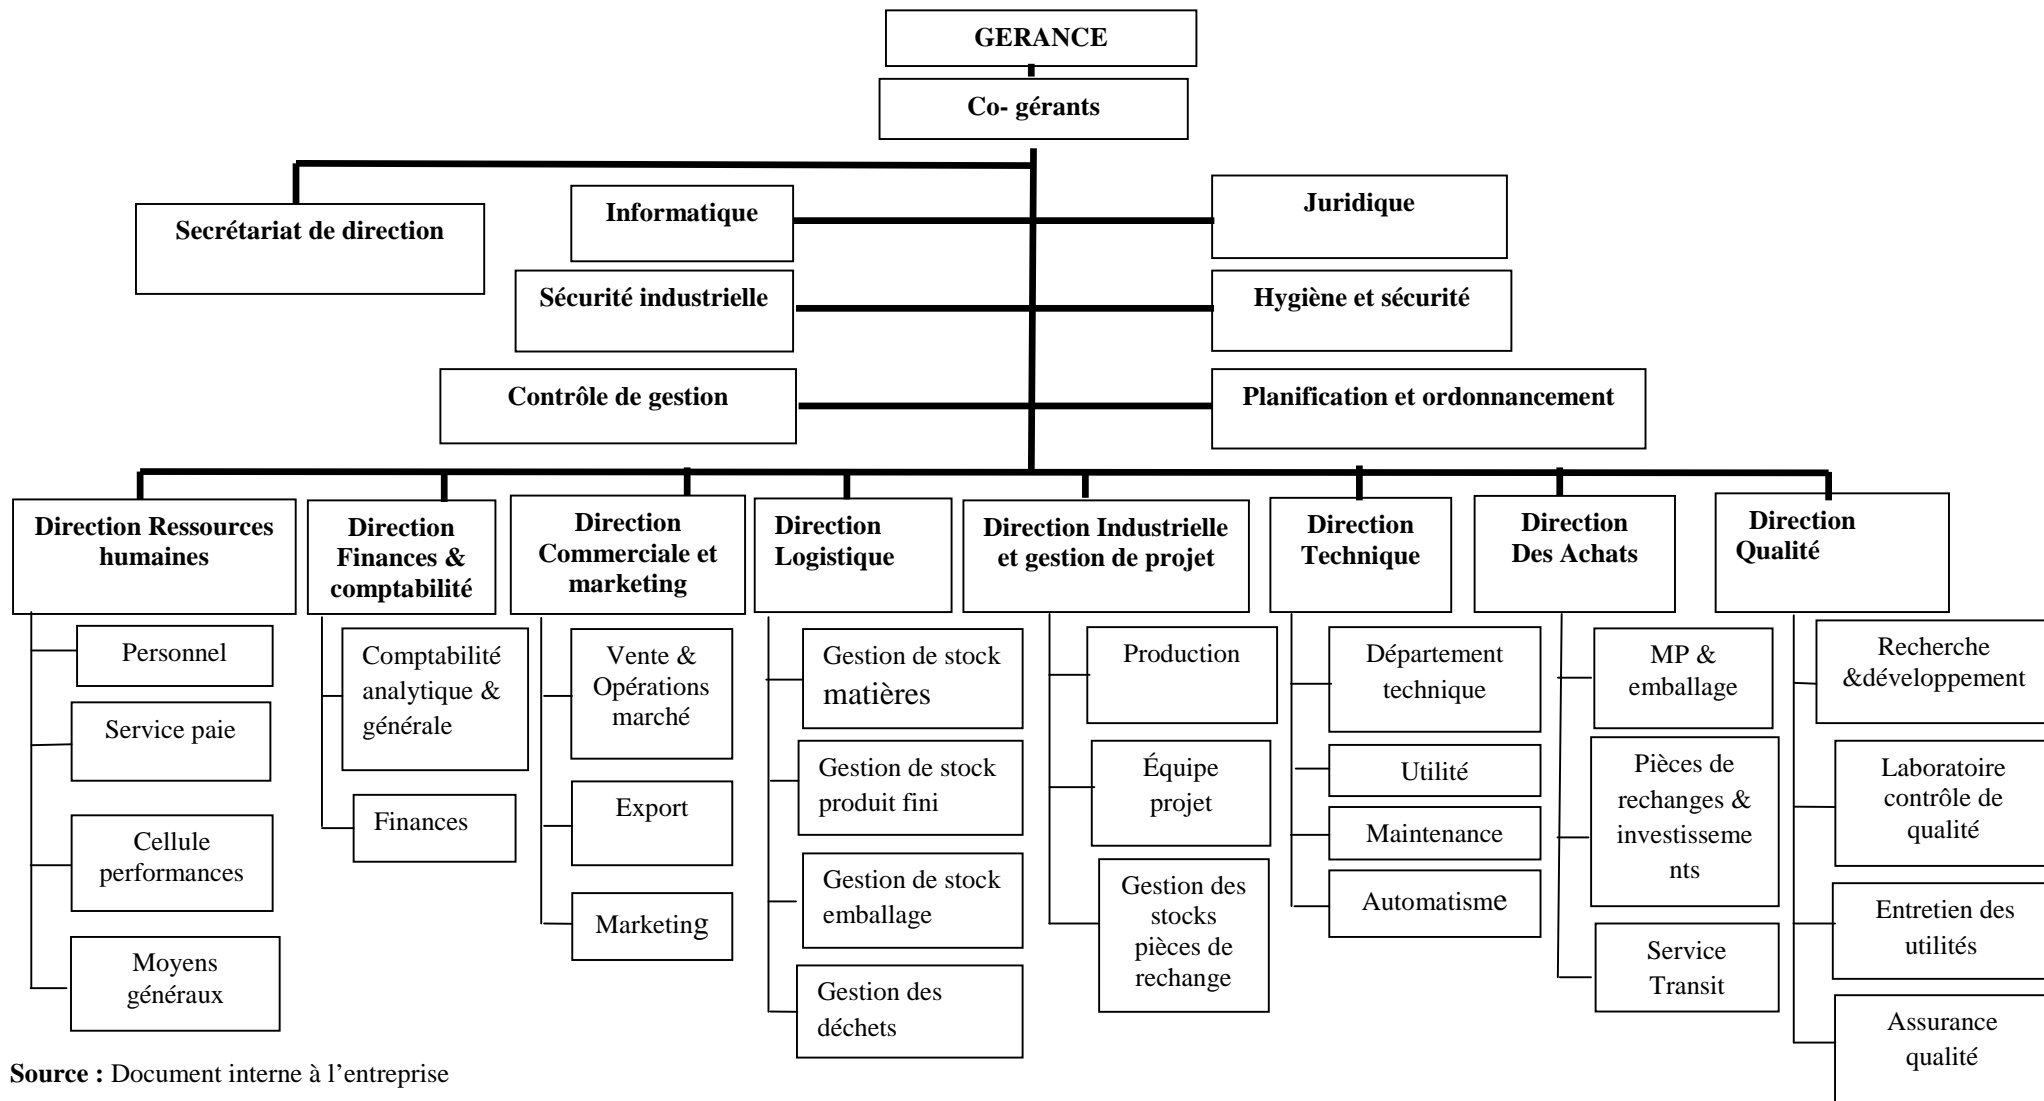 GERANCE
Co- gérants
Secrétariat de direction
Informatique
Juridique
Sécurité industrielle
Hygiène et sécurité
Contrôle de gestion
Planification et ordonnancement
Direction Ressources
humaines
Personnel
Service paie
Cellule
performances
Moyens
généraux
Direction
Finances &
comptabilité
Comptabilité
analytique &
générale
Finances
Direction
Commerciale et
marketing
Vente &
Opérations
marché
Export
Marketing
Direction
Logistique
Gestion de stock
matières
Gestion de stock
produit fini
Gestion de stock
emballage
Gestion des
déchets
Direction Industrielle
et gestion de projet
Production
Équipe
projet
Gestion des
stocks
pièces de
rechange
Direction
Technique
Département
technique
Utilité
Maintenance
Automatisme
Direction
Des Achats
MP &
emballage
Pièces de
rechanges &
investisseme
nts
Service
Transit
Direction
Qualité
Recherche
&développement
Laboratoire
contrôle de
qualité
Entretien des
utilités
Assurance
qualité
Source : Document interne à l’entreprise